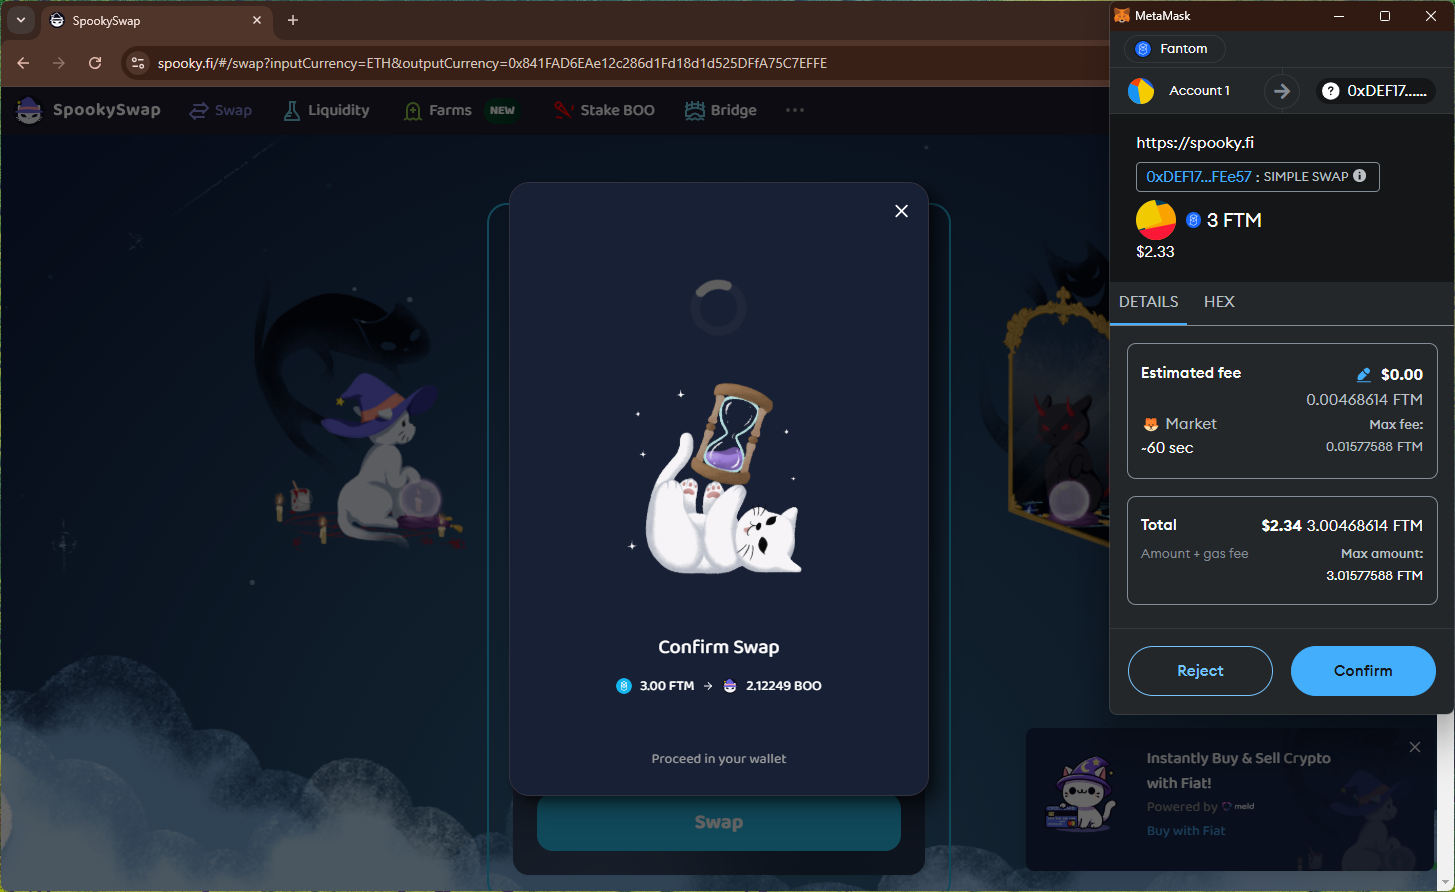 SpookySwap
spooky.fi/#/swap?inputCurrency=ETH&outputCurrency=0x841FAD6EAe12c286d1Fd18d1d525DFfA75C7EFFE
SpookySwap
Swap
Liquidity
Farms NEW
Stake BOO
Bridge
Confirm Swap
3.00 FTM → 2.12249 BOO
Proceed in your wallet
Swap
MetaMask
Fantom
Account 1
0xDEF17......
https://spooky.fi
0xDEF17...FEe57 : SIMPLE SWAP
3 FTM
$2.33
DETAILS HEX
Estimated fee $0.00
0.00468614 FTM
Market Max fee:
~60 sec 0.01577588 FTM
Total $2.34 3.00468614 FTM
Amount + gas fee Max amount:
3.01577588 FTM
Reject Confirm
Instantly Buy & Sell Crypto
with Fiat!
Powered by meld
Buy with Fiat